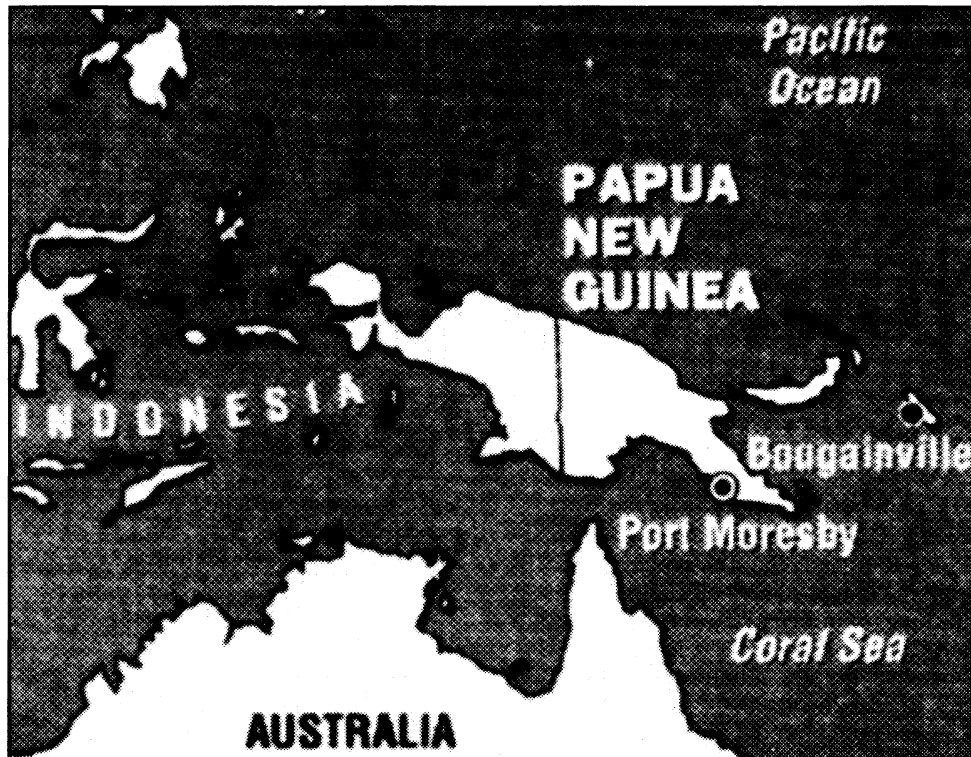 Pacific
Ocean
PAPUA
NEW
GUINEA
INDONESIA
Bougainville
Port Moresby
Coral Sea
AUSTRALIA